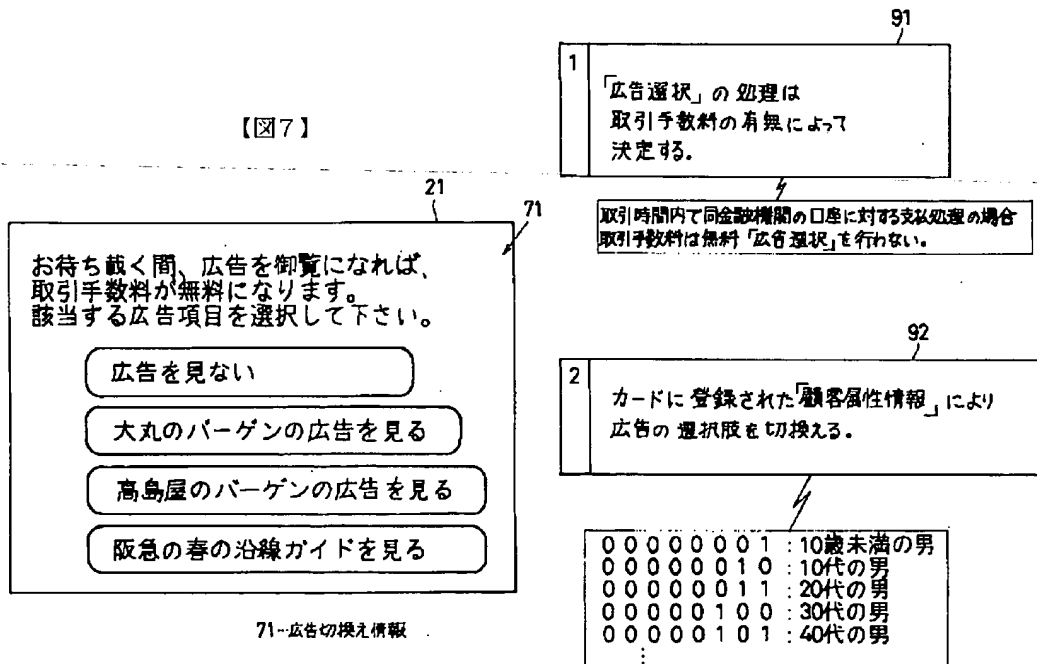 【図7】
21
71
お待ち戴く間、広告を御覧になれば、
取引手数料が無料になります。
該当する広告項目を選択して下さい。
広告を見ない
大丸のバーゲンの広告を見る
高島屋のバーゲンの広告を見る
阪急の春の沿線ガイドを見る
71…広告切換え情報
91
1
「広告選択」の処理は
取引手数料の有無によって
決定する。
取引時間内で同金融機関の口座に対する支払処理の場合
取引手数料は無料「広告選択」を行わない。
92
2
カードに登録された「顧客属性情報」により
広告の選択肢を切換える。
00000001:10歳未満の男
00000010:10代の男
00000011:20代の男
00000100:30代の男
00000101:40代の男
⋮